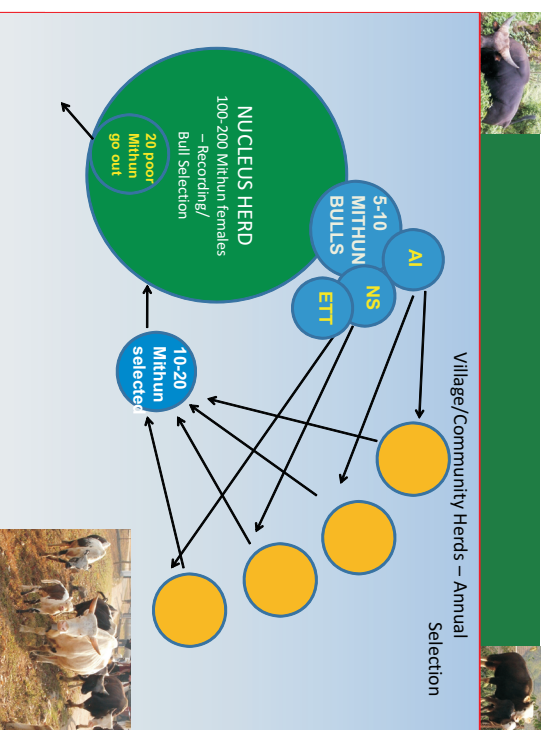 Village/Community Herds – Annual
Selection
AI
NS
ETT
5-10
MITHUN
BULLS
NUCLEUS HERD
100-200 Mithun females
– Recording/
Bull Selection
20 poor
Mithun
go out
10-20
Mithun
selected